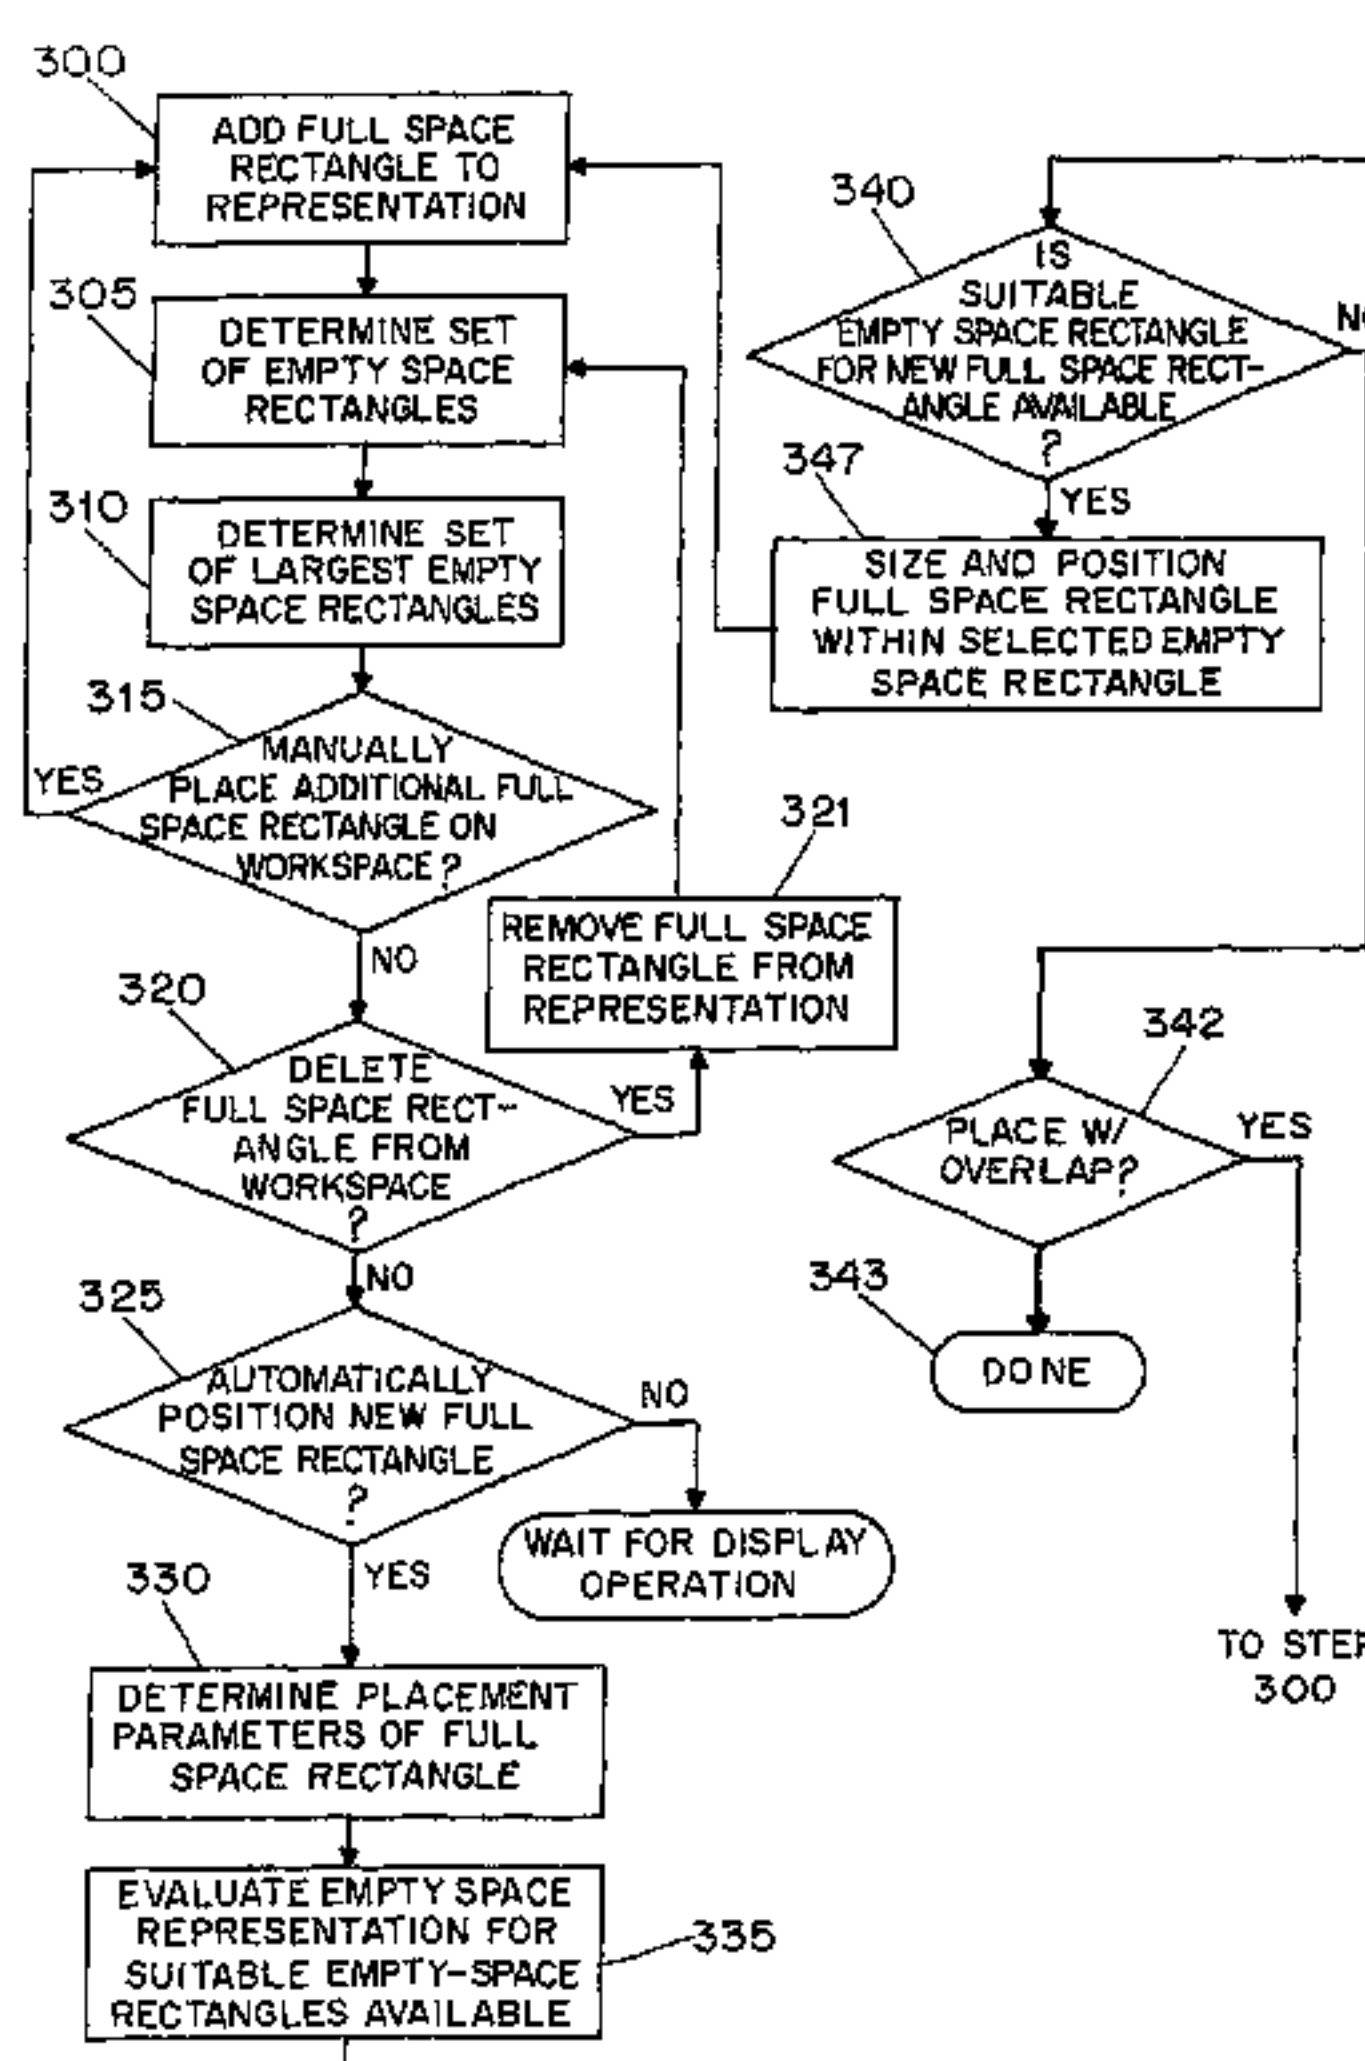 300
ADD FULL SPACE
RECTANGLE TO
REPRESENTATION
305
DETERMINE SET
OF EMPTY SPACE
RECTANGLES
310
DETERMINE SET
OF LARGEST EMPTY
SPACE RECTANGLES
315
MANUALLY
PLACE ADDITIONAL FULL
SPACE RECTANGLE ON
WORKSPACE?
YES
NO
320
DELETE
FULL SPACE RECT-
ANGLE FROM
WORKSPACE
?
YES
NO
321
REMOVE FULL SPACE
RECTANGLE FROM
REPRESENTATION
325
AUTOMATICALLY
POSITION NEW FULL
SPACE RECTANGLE
?
NO
WAIT FOR DISPLAY
OPERATION
YES
330
DETERMINE PLACEMENT
PARAMETERS OF FULL
SPACE RECTANGLE
EVALUATE EMPTY SPACE
REPRESENTATION FOR
SUITABLE EMPTY-SPACE
RECTANGLES AVAILABLE
335
340
IS
SUITABLE
EMPTY SPACE RECTANGLE
FOR NEW FULL SPACE RECT-
ANGLE AVAILABLE
?
YES
347
SIZE AND POSITION
FULL SPACE RECTANGLE
WITHIN SELECTED EMPTY
SPACE RECTANGLE
342
PLACE W/
OVERLAP?
YES
343
DONE
TO STEP
300